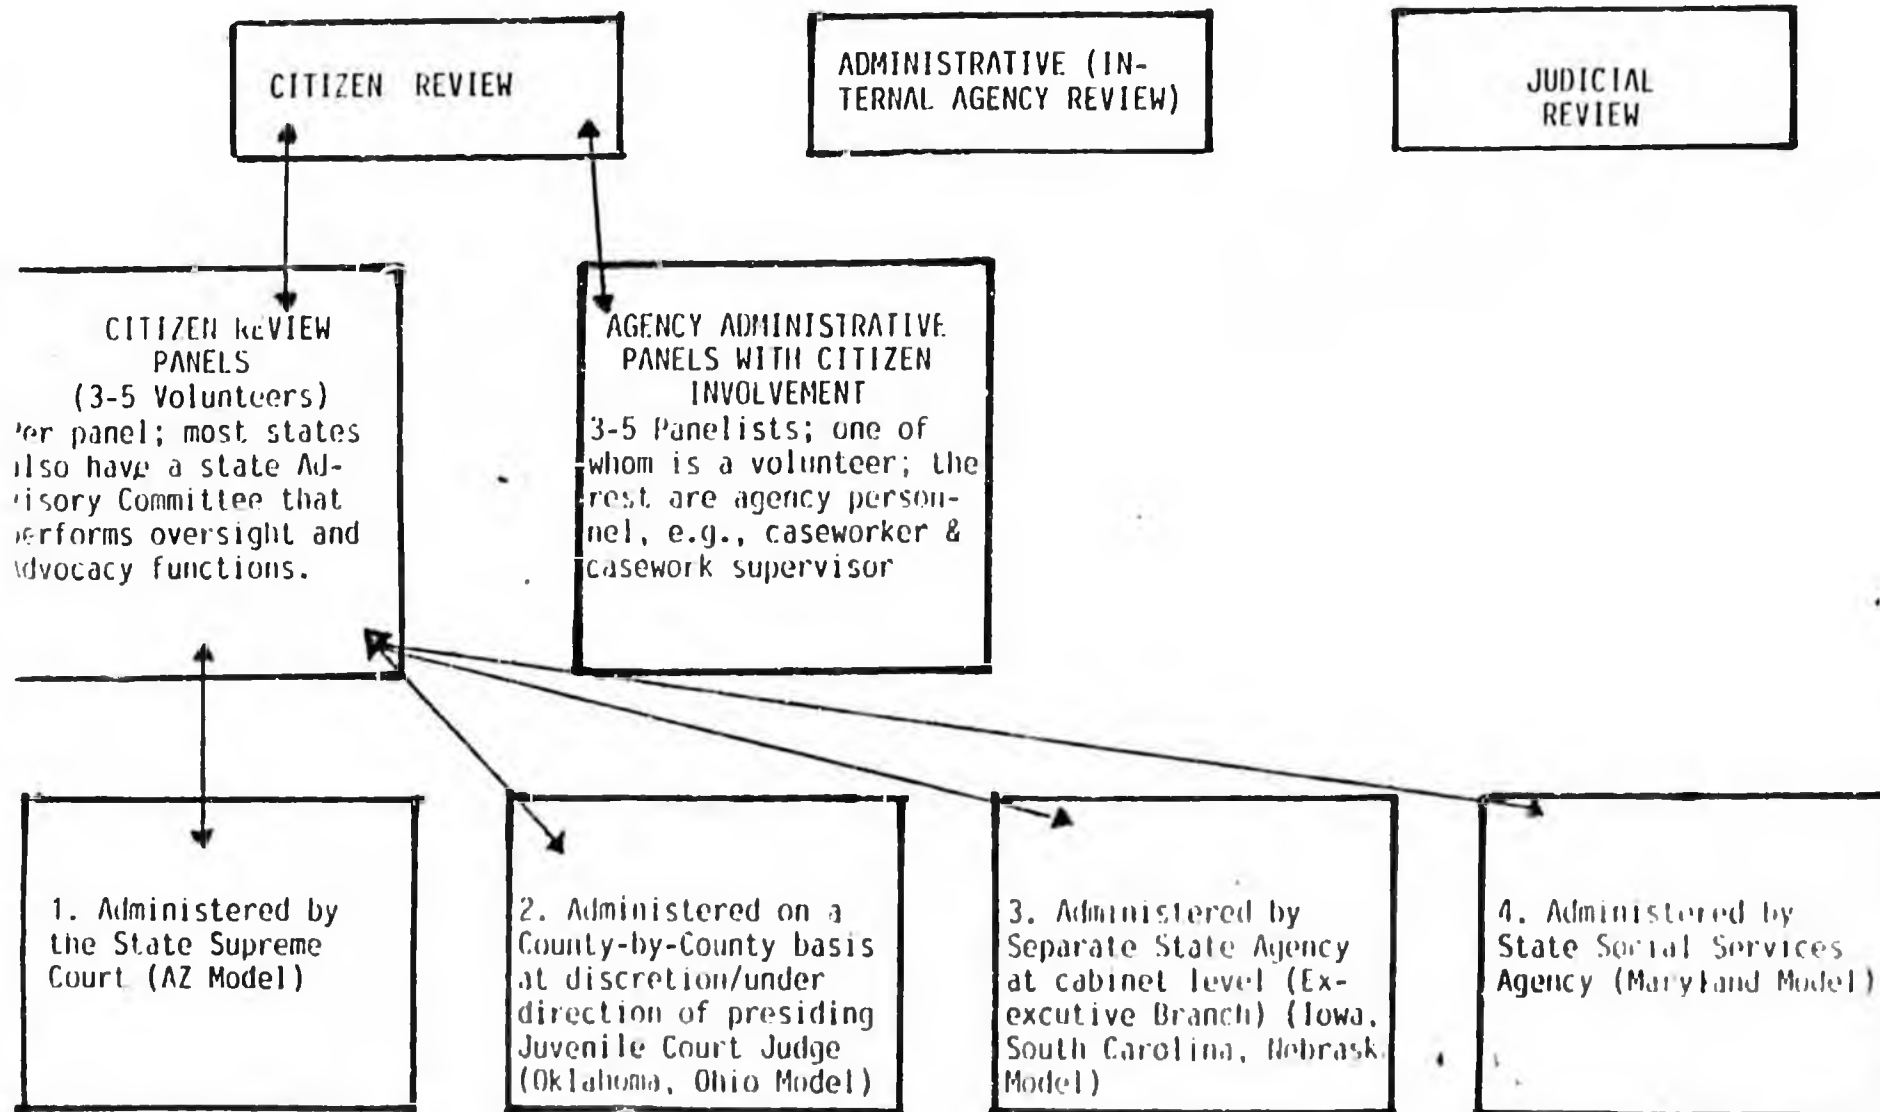 CITIZEN REVIEW
ADMINISTRATIVE (IN-
TERNAL AGENCY REVIEW)
JUDICIAL
REVIEW
CITIZEN REVIEW
PANELS
(3-5 Volunteers)
er panel; most states
lso have a state Ad-
isory Committee that
erforms oversight and
dvocacy functions.
AGENCY ADMINISTRATIVE
PANELS WITH CITIZEN
INVOLVEMENT
3-5 Panelists; one of
whom is a volunteer; the
rest are agency person-
nel, e.g., caseworker &
casework supervisor
1. Administered by
the State Supreme
Court (AZ Model)
2. Administered on a
County-by-County basis
at discretion/under
direction of presiding
Juvenile Court Judge
(Oklahoma, Ohio Model)
3. Administered by
Separate State Agency
at cabinet level (Ex-
excutive Branch) (Iowa,
South Carolina, Nebrask
Model)
4. Administered by
State Social Services
Agency (Maryland Model)